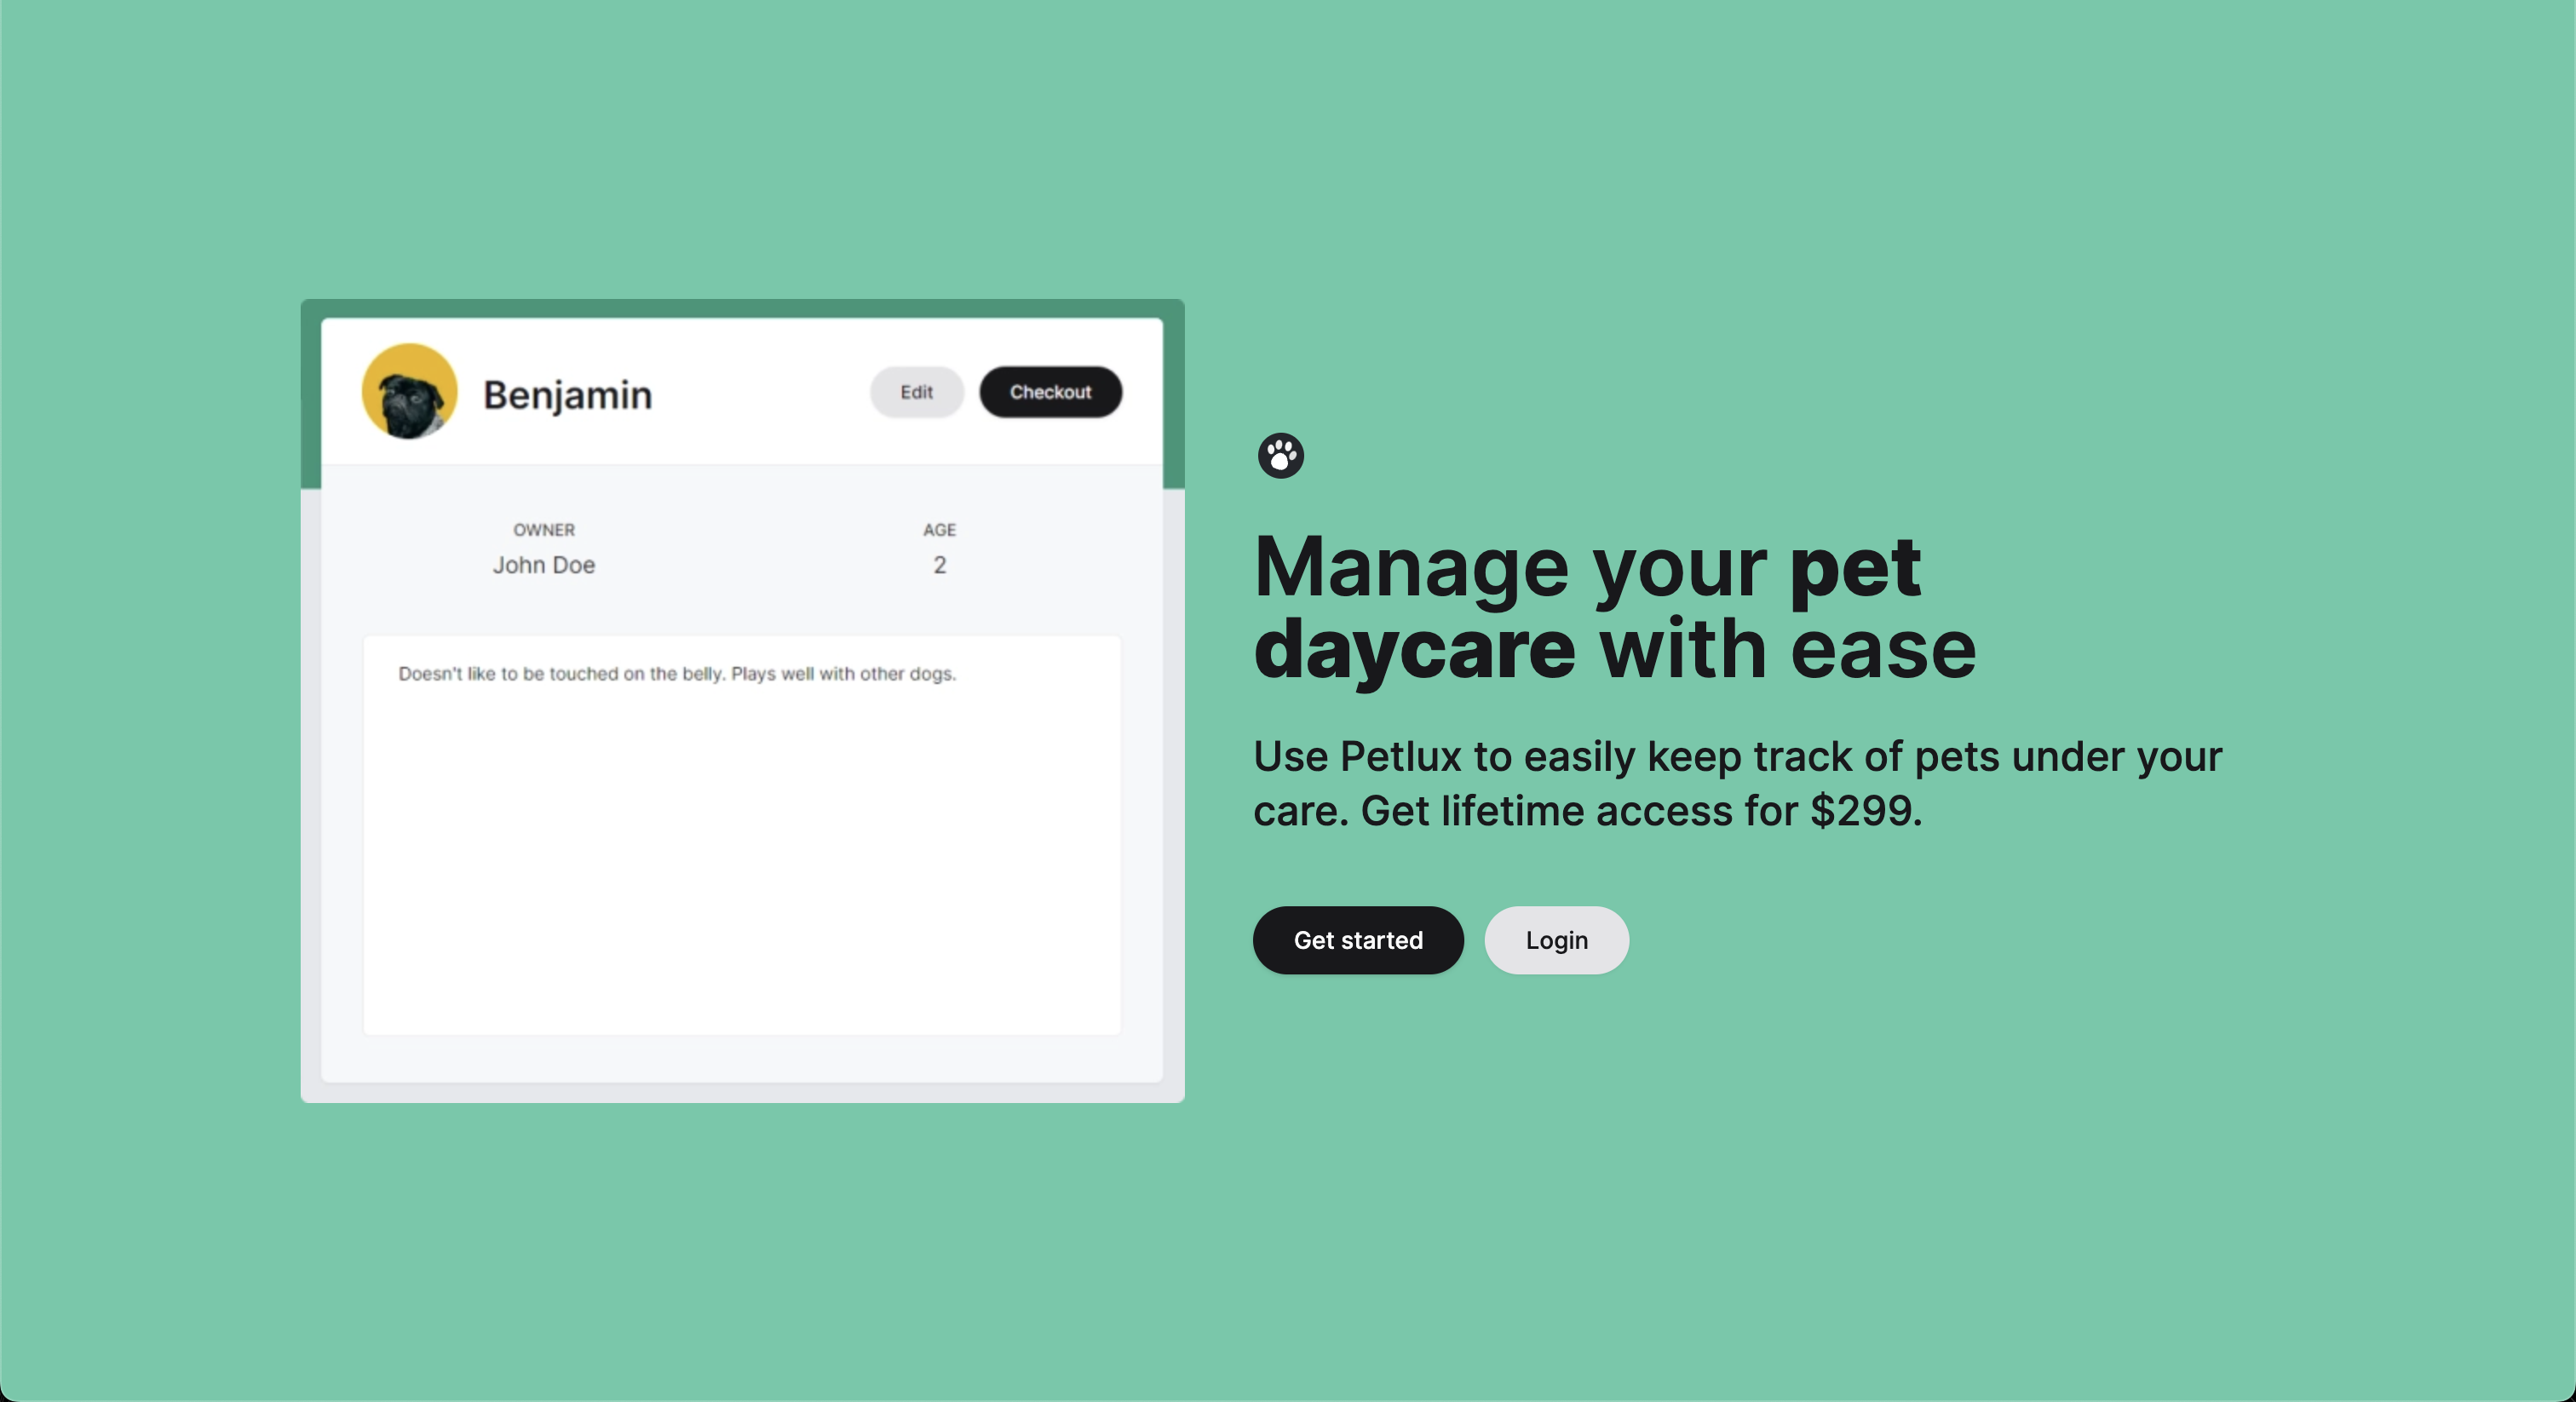 Benjamin
Edit
Checkout
OWNER
AGE
John Doe
2
Doesn't like to be touched on the belly. Plays well with other dogs.
Manage your pet
daycare with ease
Use Petlux to easily keep track of pets under your
care. Get lifetime access for $299.
Get started
Login